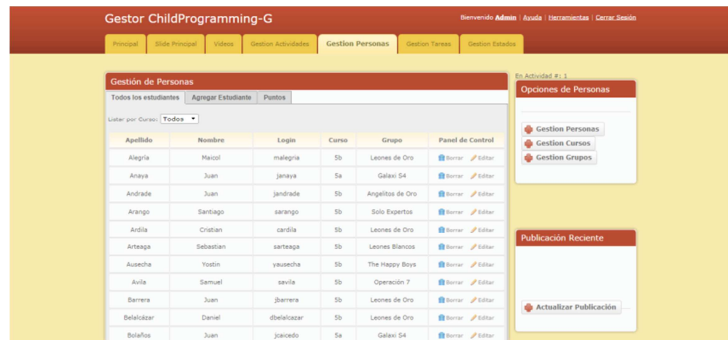 Gestor ChildProgramming-G
Bienvenido Admin | Ayuda | Herramientas | Cerrar Sesión
Principal Slide Principal Videos Gestion Actividades Gestion Personas Gestion Tareas Gestion Estados
En Actividad #: 1
Gestión de Personas
Todos los estudiantes Agregar Estudiante Puntos
Listar por Curso: Todos
Apellido Nombre Login Curso Grupo Panel de Control
Alegría Maicol malegria 5b Leones de Oro Borrar Editar
Anaya Juan janaya 5a Galaxi S4 Borrar Editar
Andrade Juan jandrade 5b Angelitos de Oro Borrar Editar
Arango Santiago sarango 5b Solo Expertos Borrar Editar
Ardila Cristian cardila 5b Leones de Oro Borrar Editar
Arteaga Sebastian sarteaga 5b Leones Blancos Borrar Editar
Ausecha Yostin yausecha 5b The Happy Boys Borrar Editar
Avila Samuel savila 5b Operación 7 Borrar Editar
Barrera Juan jbarrera 5b Leones de Oro Borrar Editar
Belalcázar Daniel dbelalcazar 5b Leones de Oro Borrar Editar
Bolaños Juan jcaicedo 5a Galaxi S4 Borrar Editar
Opciones de Personas
Gestion Personas
Gestion Cursos
Gestion Grupos
Publicación Reciente
Actualizar Publicación